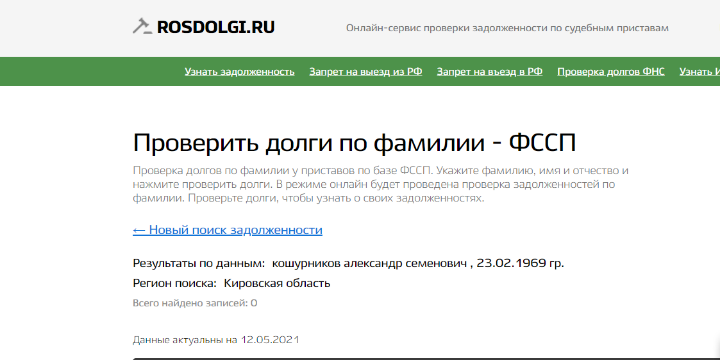 ROSDOLGI.RU
Онлайн-сервис проверки задолженности по судебным приставам
Узнать задолженность Запрет на выезд из РФ Запрет на въезд в РФ Проверка долгов ФНС Узнать И
Проверить долги по фамилии - ФССП
Проверка долгов по фамилии у приставов по базе ФССП. Укажите фамилию, имя и отчество и
нажмите проверить долги. В режиме онлайн будет проведена проверка задолженностей по
фамилии. Проверьте долги, чтобы узнать о своих задолженностях.
← Новый поиск задолженности
Результаты по данным: кошурников александр семенович , 23.02.1969 гр.
Регион поиска: Кировская область
Всего найдено записей: 0
Данные актуальны на 12.05.2021